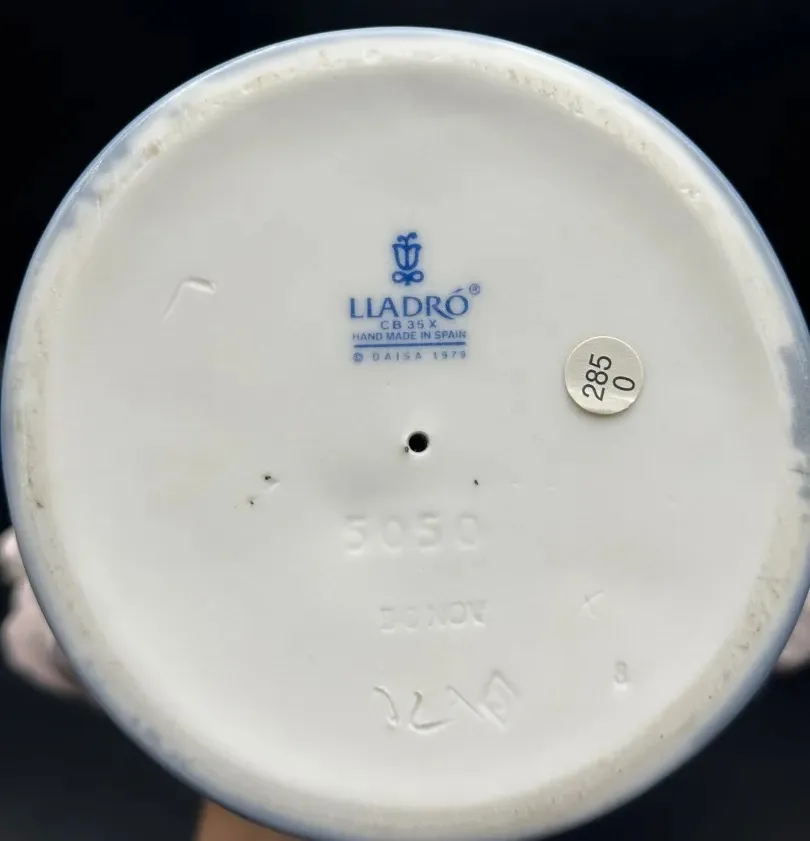 LLADRÓ®
CB 35 X
HAND MADE IN SPAIN
© DAISA 1979
285
0
5050